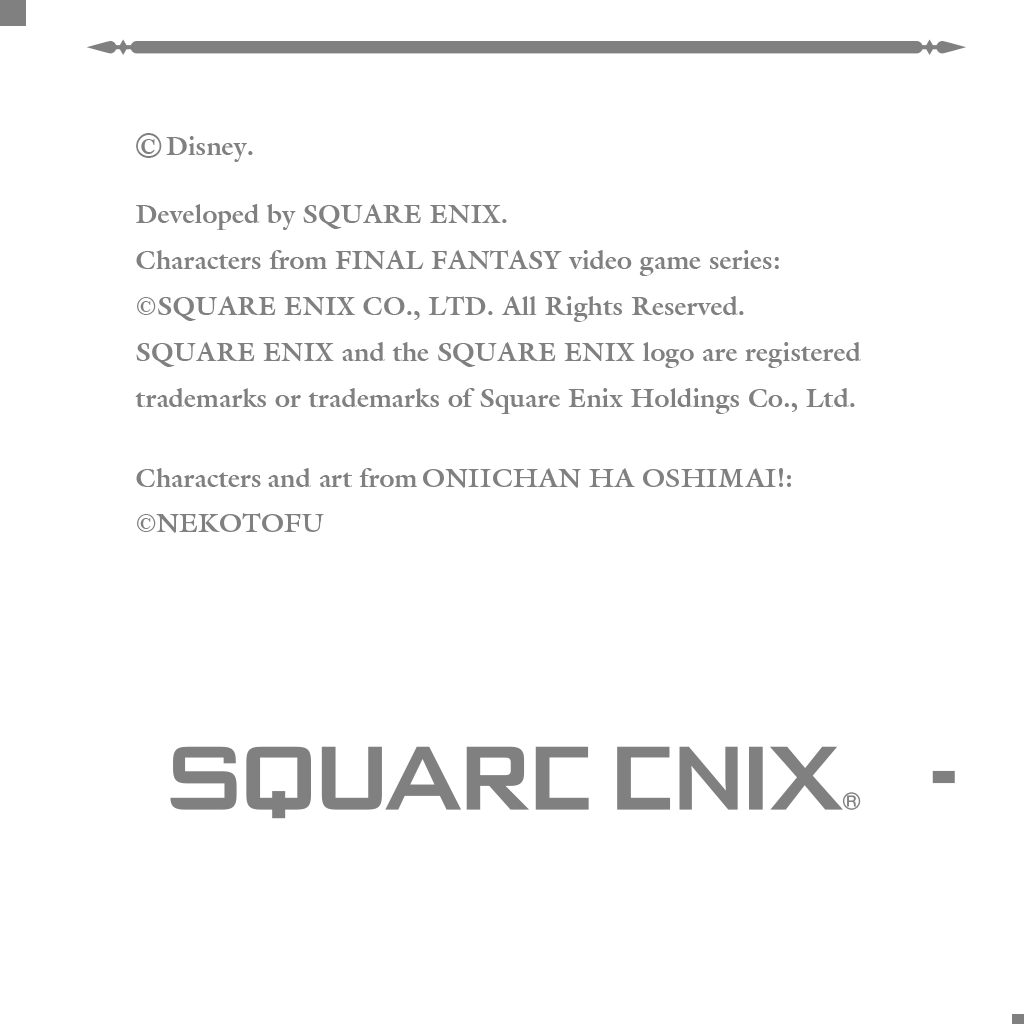 © Disney.
Developed by SQUARE ENIX.
Characters from FINAL FANTASY video game series:
©SQUARE ENIX CO., LTD. All Rights Reserved.
SQUARE ENIX and the SQUARE ENIX logo are registered
trademarks or trademarks of Square Enix Holdings Co., Ltd.
Characters and art from ONIICHAN HA OSHIMAI!:
©NEKOTOFU
SQUARE ENIX® -